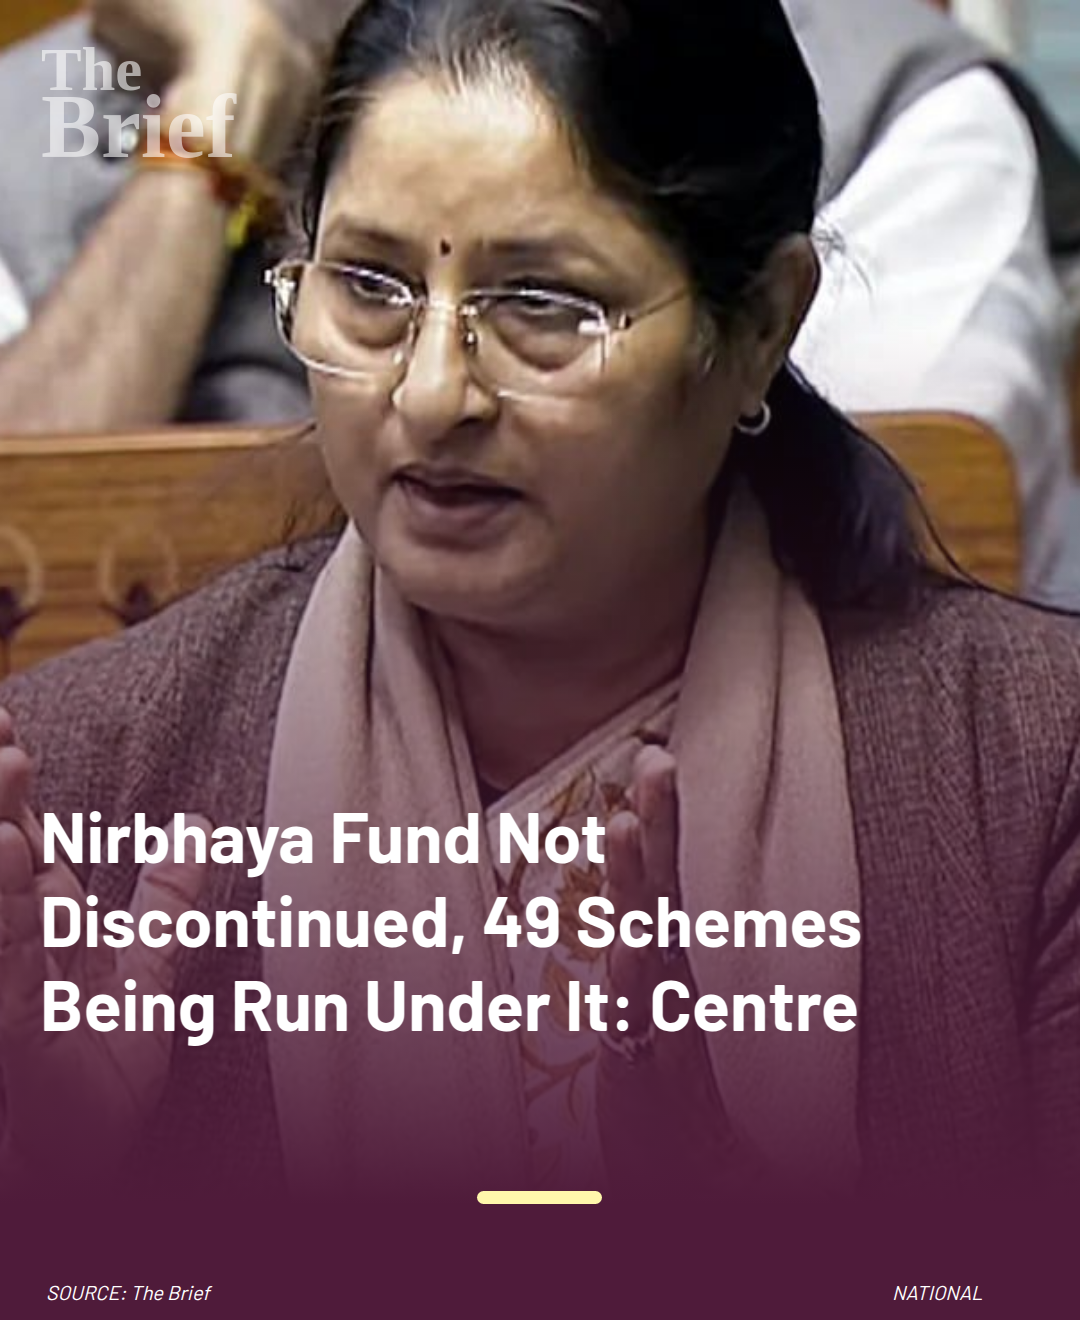 The
Brief
Nirbhaya Fund Not
Discontinued, 49 Schemes
Being Run Under It: Centre
SOURCE: The Brief
NATIONAL